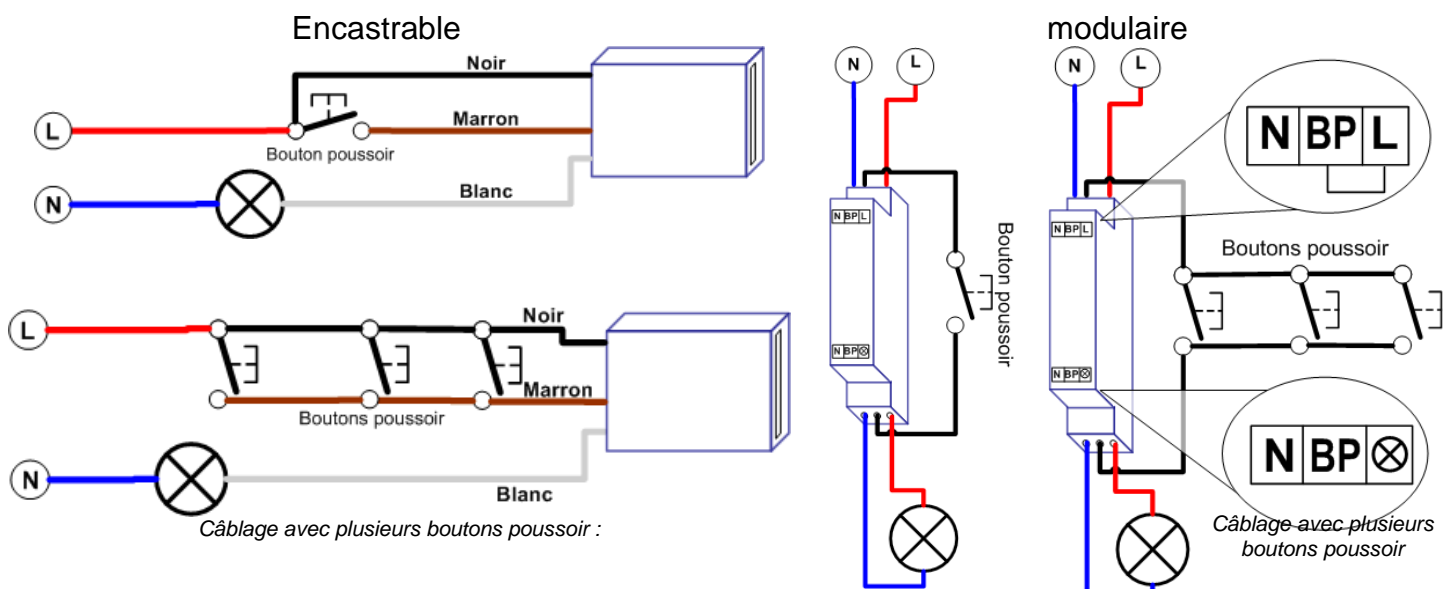 Encastrable
Noir
L
Marron
Bouton poussoir
Blanc
N
Noir
L
Marron
Boutons poussoir
N
Blanc
Câblage avec plusieurs boutons poussoir :
modulaire
N
L
N BP L
Bouton poussoir
N BP
N
L
N BP L
N BP L
Boutons poussoir
N BP
N BP
Câblage avec plusieurs
boutons poussoir